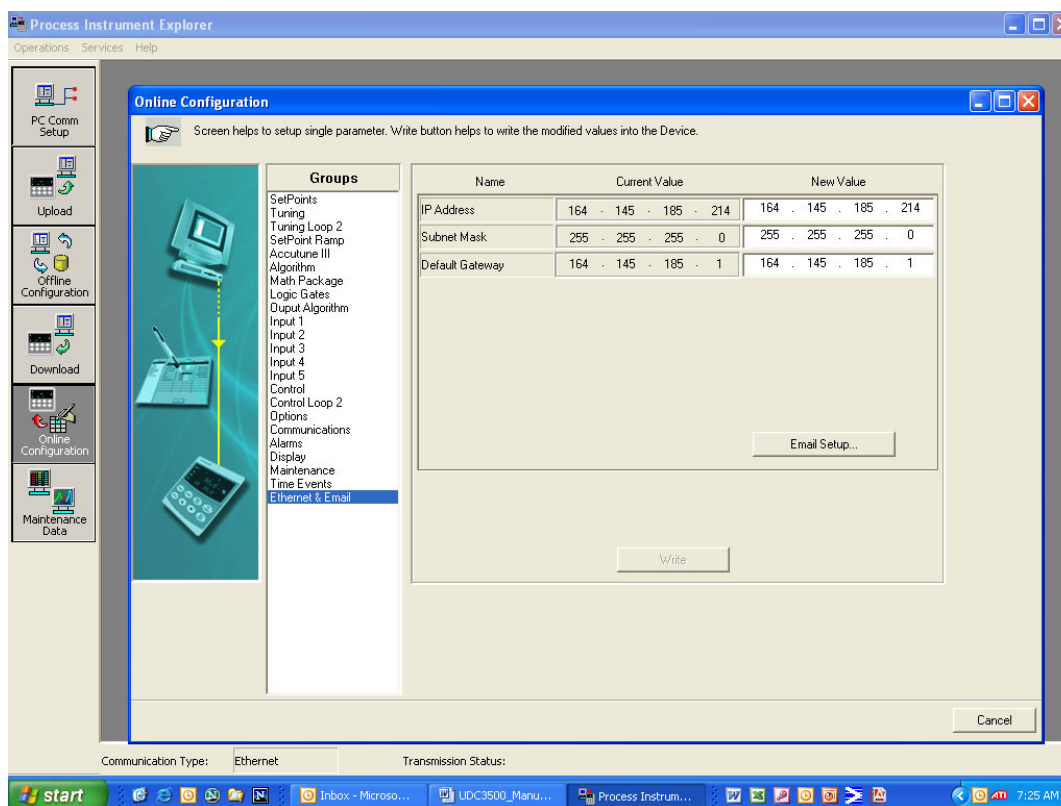 Process Instrument Explorer
Operations Services Help
PC Comm
Setup
Upload
Offline
Configuration
Download
Online
Configuration
Maintenance
Data
Online Configuration
Screen helps to setup single parameter. Write button helps to write the modified values into the Device.
Groups
SetPoints
Tuning
Tuning Loop 2
SetPoint Ramp
Accutune III
Algorithm
Math Package
Logic Gates
Ouput Algorithm
Input 1
Input 2
Input 3
Input 4
Input 5
Control
Control Loop 2
Options
Communications
Alarms
Display
Maintenance
Time Events
Ethernet & Email
Name Current Value New Value
IP Address 164 . 145 . 185 . 214 164 . 145 . 185 . 214
Subnet Mask 255 . 255 . 255 . 0 255 . 255 . 255 . 0
Default Gateway 164 . 145 . 185 . 1 164 . 145 . 185 . 1
Email Setup...
Write
Cancel
Communication Type: Ethernet Transmission Status:
start Inbox - Microso... UDC3500_Manu... Process Instrum... 7:25 AM